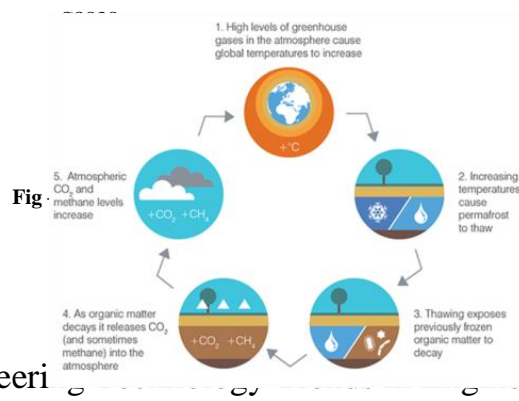 1. High levels of greenhouse
gases in the atmosphere cause
global temperatures to increase
+°C
2. Increasing
temperatures
cause
permafrost
to thaw
3. Thawing exposes
previously frozen
organic matter to
decay
4. As organic matter
decays it releases CO₂
(and sometimes
methane) into the
atmosphere
+CO₂ +CH₄
5. Atmospheric
CO₂ and
methane levels
increase
+CO₂ +CH₄
Fig